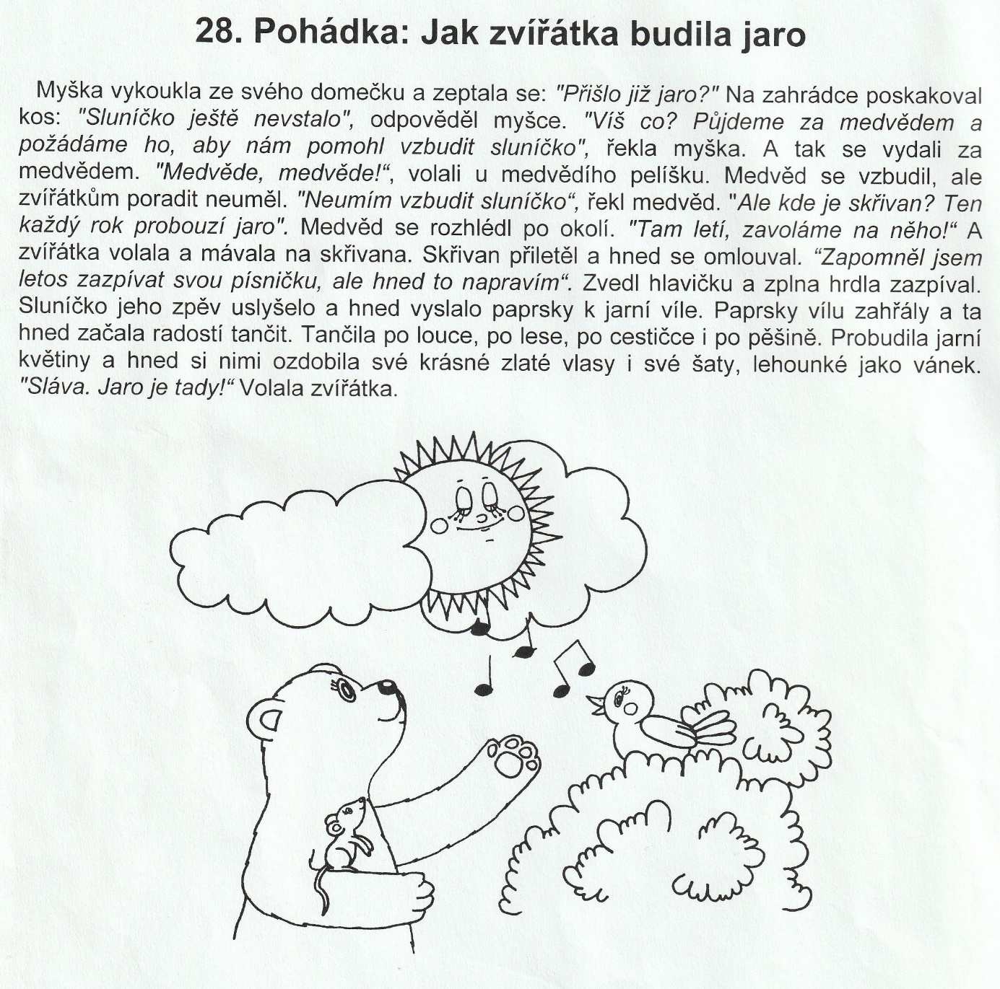 28. Pohádka: Jak zvířátka budila jaro
Myška vykoukla ze svého domečku a zeptala se: "Přišlo již jaro?" Na zahrádce poskakoval
kos: "Sluníčko ještě nevstalo", odpověděl myšce. "Víš co? Půjdeme za medvědem a
požádáme ho, aby nám pomohl vzbudit sluníčko", řekla myška. A tak se vydali za
medvědem. "Medvěde, medvěde!“, volali u medvědího pelíšku. Medvěd se vzbudil, ale
zvířátkům poradit neuměl. "Neumím vzbudit sluníčko“, řekl medvěd. "Ale kde je skřivan? Ten
každý rok probouzí jaro". Medvěd se rozhlédl po okolí. "Tam letí, zavoláme na něho!“ A
zvířátka volala a mávala na skřivana. Skřivan přiletěl a hned se omlouval. “Zapomněl jsem
letos zazpívat svou písničku, ale hned to napravím“. Zvedl hlavičku a zplna hrdla zazpíval.
Sluníčko jeho zpěv uslyšelo a hned vyslalo paprsky k jarní víle. Paprsky vílu zahřály a ta
hned začala radostí tančit. Tančila po louce, po lese, po cestičce i po pěšině. Probudila jarní
květiny a hned si nimi ozdobila své krásné zlaté vlasy i své šaty, lehounké jako vánek.
"Sláva. Jaro je tady!“ Volala zvířátka.